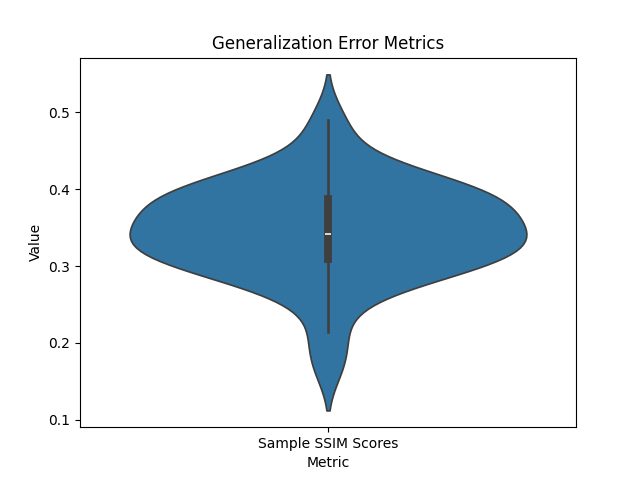 Generalization Error Metrics
0.5
0.4
0.3
0.2
0.1
Value
Sample SSIM Scores
Metric